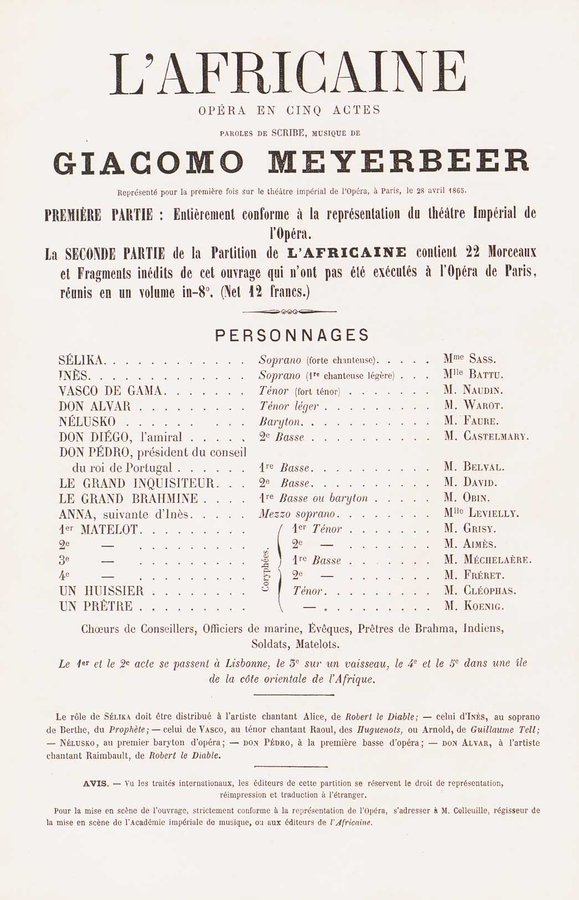 L'AFRICAINE
OPÉRA EN CINQ ACTES
PAROLES DE SCRIBE, MUSIQUE DE
GIACOMO MEYERBEER
Représenté pour la première fois sur le théâtre impérial de l'Opéra, à Paris, le 28 avril 1865.
PREMIÈRE PARTIE : Entièrement conforme à la représentation du théâtre Impérial de
l'Opéra.
La SECONDE PARTIE de la Partition de L'AFRICAINE contient 22 Morceaux
et Fragments inédits de cet ouvrage qui n'ont pas été exécutés à l'Opéra de Paris,
réunis en un volume in-8º. (Net 12 francs.)
PERSONNAGES
SÉLIKA. . . . . . . . . . . . . Soprano (forte chanteuse). . . . . Mme SASS.
INÈS. . . . . . . . . . . . . . Soprano (1re chanteuse légère) . . . Mlle BATTU.
VASCO DE GAMA. . . . . . . . Ténor (fort ténor) . . . . . . . M. NAUDIN.
DON ALVAR . . . . . . . . . . Ténor léger . . . . . . . . . M. WAROT.
NÉLUSKO . . . . . . . . . . . Baryton. . . . . . . . . . . M. FAURE.
DON DIÉGO, l'amiral . . . . . 2e Basse . . . . . . . . . . M. CASTELMARY.
DON PÉDRO, président du conseil
du roi de Portugal . . . . . . 1re Basse. . . . . . . . . . M. BELVAL.
LE GRAND INQUISITEUR. . . . 2e Basse. . . . . . . . . . M. DAVID.
LE GRAND BRAHMINE . . . . . 1re Basse ou baryton . . . . . M. OBIN.
ANNA, suivante d'Inès. . . . . Mezzo soprano. . . . . . . . Mlle LEVIELLY.
1er MATELOT. . . . . . . . . Coryphées. 1er Ténor . . . . . . . . M. GRISY.
2e — . . . . . . . . . 2e — . . . . . . . . M. AIMÈS.
3e — . . . . . . . . . 1re Basse . . . . . . . . M. MÉCHELAÈRE.
4e — . . . . . . . . . 2e — . . . . . . . . M. FRÉRET.
UN HUISSIER . . . . . . . . . Ténor. . . . . . . . . M. CLÉOPHAS.
UN PRÊTRE . . . . . . . . . — . . . . . . . . . M. KOENIG.
Chœurs de Conseillers, Officiers de marine, Évêques, Prêtres de Brahma, Indiens,
Soldats, Matelots.
Le 1er et le 2e acte se passent à Lisbonne, le 3e sur un vaisseau, le 4e et le 5e dans une île
de la côte orientale de l'Afrique.
Le rôle de SÉLIKA doit être distribué à l'artiste chantant Alice, de Robert le Diable; — celui d'INÈS, au soprano
de Berthe, du Prophète; — celui de VASCO, au ténor chantant Raoul, des Huguenots, ou Arnold, de Guillaume Tell;
— NÉLUSKO, au premier baryton d'opéra; — DON PÉDRO, à la première basse d'opéra; — DON ALVAR, à l'artiste
chantant Raimbault, de Robert le Diable.
AVIS. — Vu les traités internationaux, les éditeurs de cette partition se réservent le droit de représentation,
réimpression et traduction à l'étranger.
Pour la mise en scène de l'ouvrage, strictement conforme à la représentation de l'Opéra, s'adresser à M. Colleuille, régisseur de
la mise en scène de l'Académie impériale de musique, ou aux éditeurs de l'Africaine.